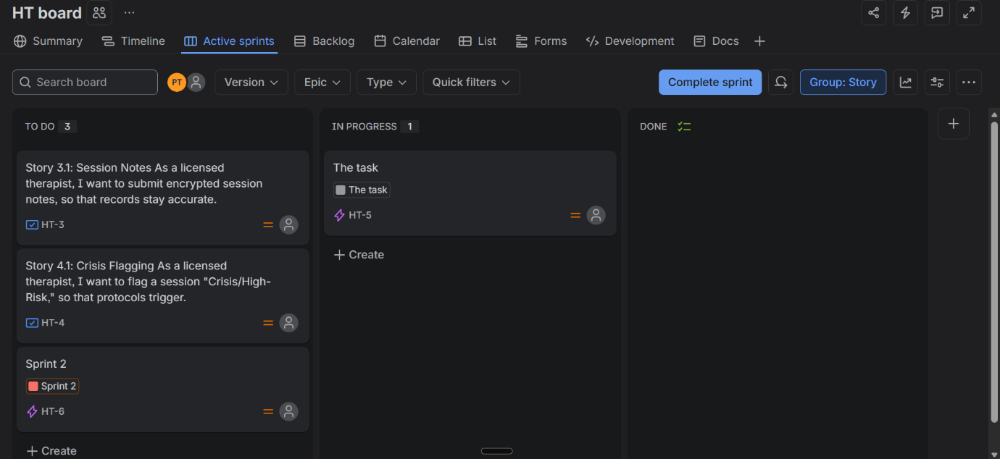 HT board
Summary
Timeline
Active sprints
Backlog
Calendar
List
Forms
Development
Docs
Search board
PT
Version
Epic
Type
Quick filters
Complete sprint
Group: Story
TO DO 3
Story 3.1: Session Notes As a licensed
therapist, I want to submit encrypted session
notes, so that records stay accurate.
HT-3
Story 4.1: Crisis Flagging As a licensed
therapist, I want to flag a session "Crisis/High-
Risk," so that protocols trigger.
HT-4
Sprint 2
Sprint 2
HT-6
Create
IN PROGRESS 1
The task
The task
HT-5
Create
DONE